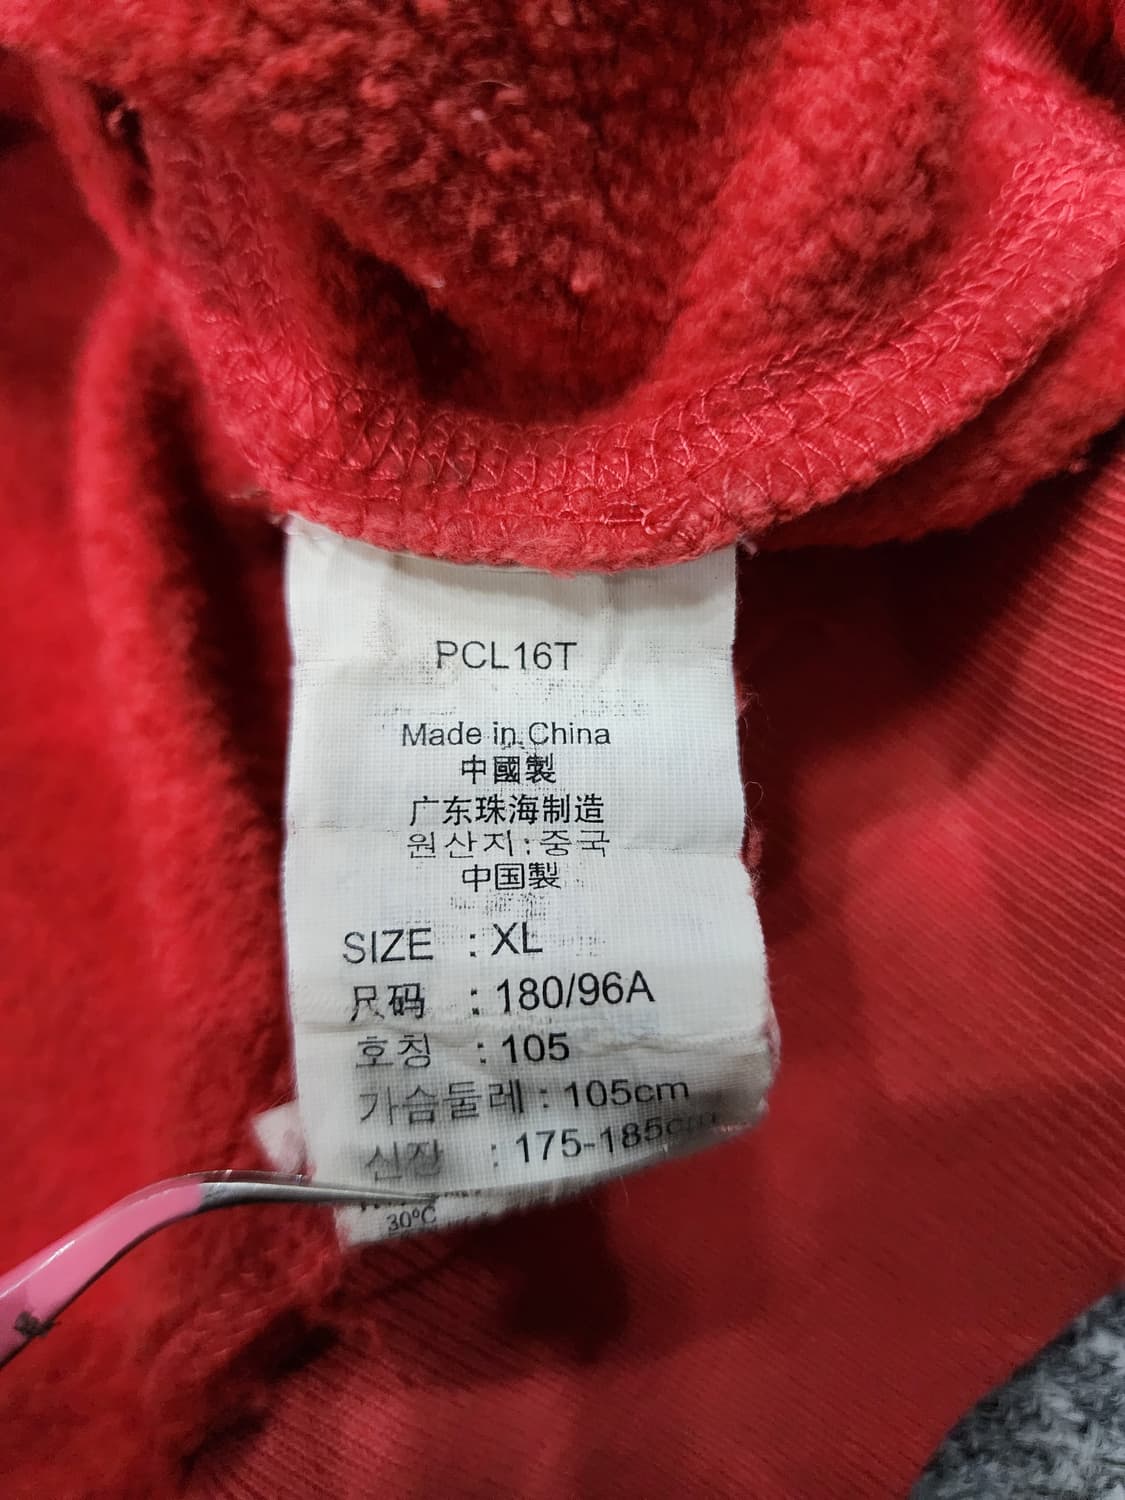 PCL16T
Made in China
中國製
广东珠海制造
원산지:중국
中国製
SIZE : XL
尺码 : 180/96A
호칭 : 105
가슴둘레 : 105cm
신장 : 175-185cm
30°C